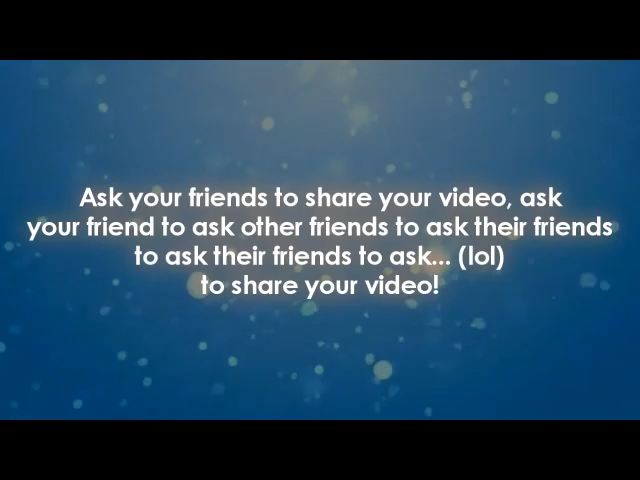 Ask your friends to share your video, ask
your friend to ask other friends to ask their friends
to ask their friends to ask... (lol)
to share your video!